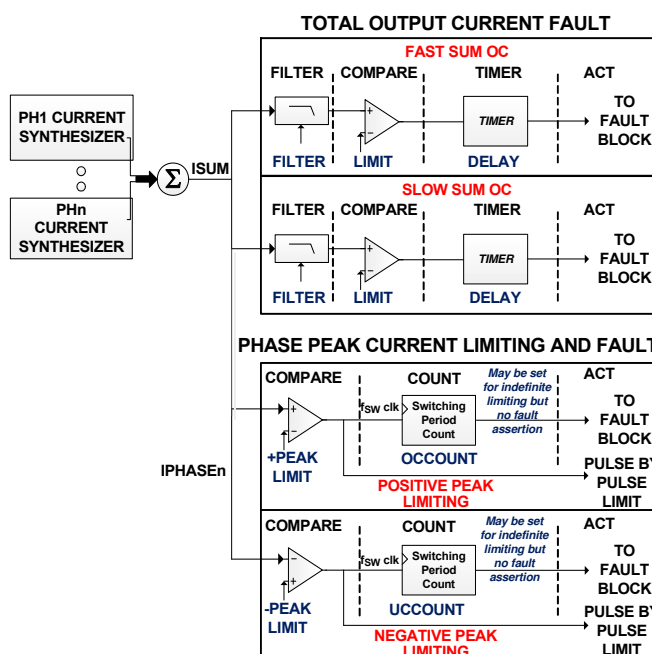 TOTAL OUTPUT CURRENT FAULT
FAST SUM OC
FILTER COMPARE TIMER ACT
PH1 CURRENT
SYNTHESIZER
PHn
CURRENT
SYNTHESIZER
Σ
ISUM
+
−
TIMER
TO
FAULT
BLOCK
FILTER LIMIT DELAY
SLOW SUM OC
FILTER COMPARE TIMER ACT
+
−
TIMER
TO
FAULT
BLOCK
FILTER LIMIT DELAY
PHASE PEAK CURRENT LIMITING AND FAULT
COMPARE COUNT May be set
for indefinite
limiting but
no fault
assertion
ACT
+
−
fSW clk
Switching
Period
Count
TO
FAULT
BLOCK
+PEAK
LIMIT
OCCOUNT
IPHASEn
POSITIVE PEAK
LIMITING
PULSE BY
PULSE
LIMIT
COMPARE COUNT May be set
for indefinite
limiting but
no fault
assertion
ACT
−
+
fSW clk
Switching
Period
Count
TO
FAULT
BLOCK
-PEAK
LIMIT
UCCOUNT
NEGATIVE PEAK
LIMITING
PULSE BY
PULSE
LIMIT